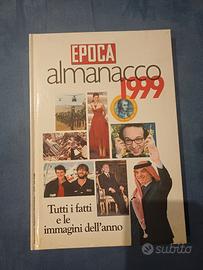 EPOCA
almanacco
1999
Tutti i fatti
e le
immagini dell'anno
subito